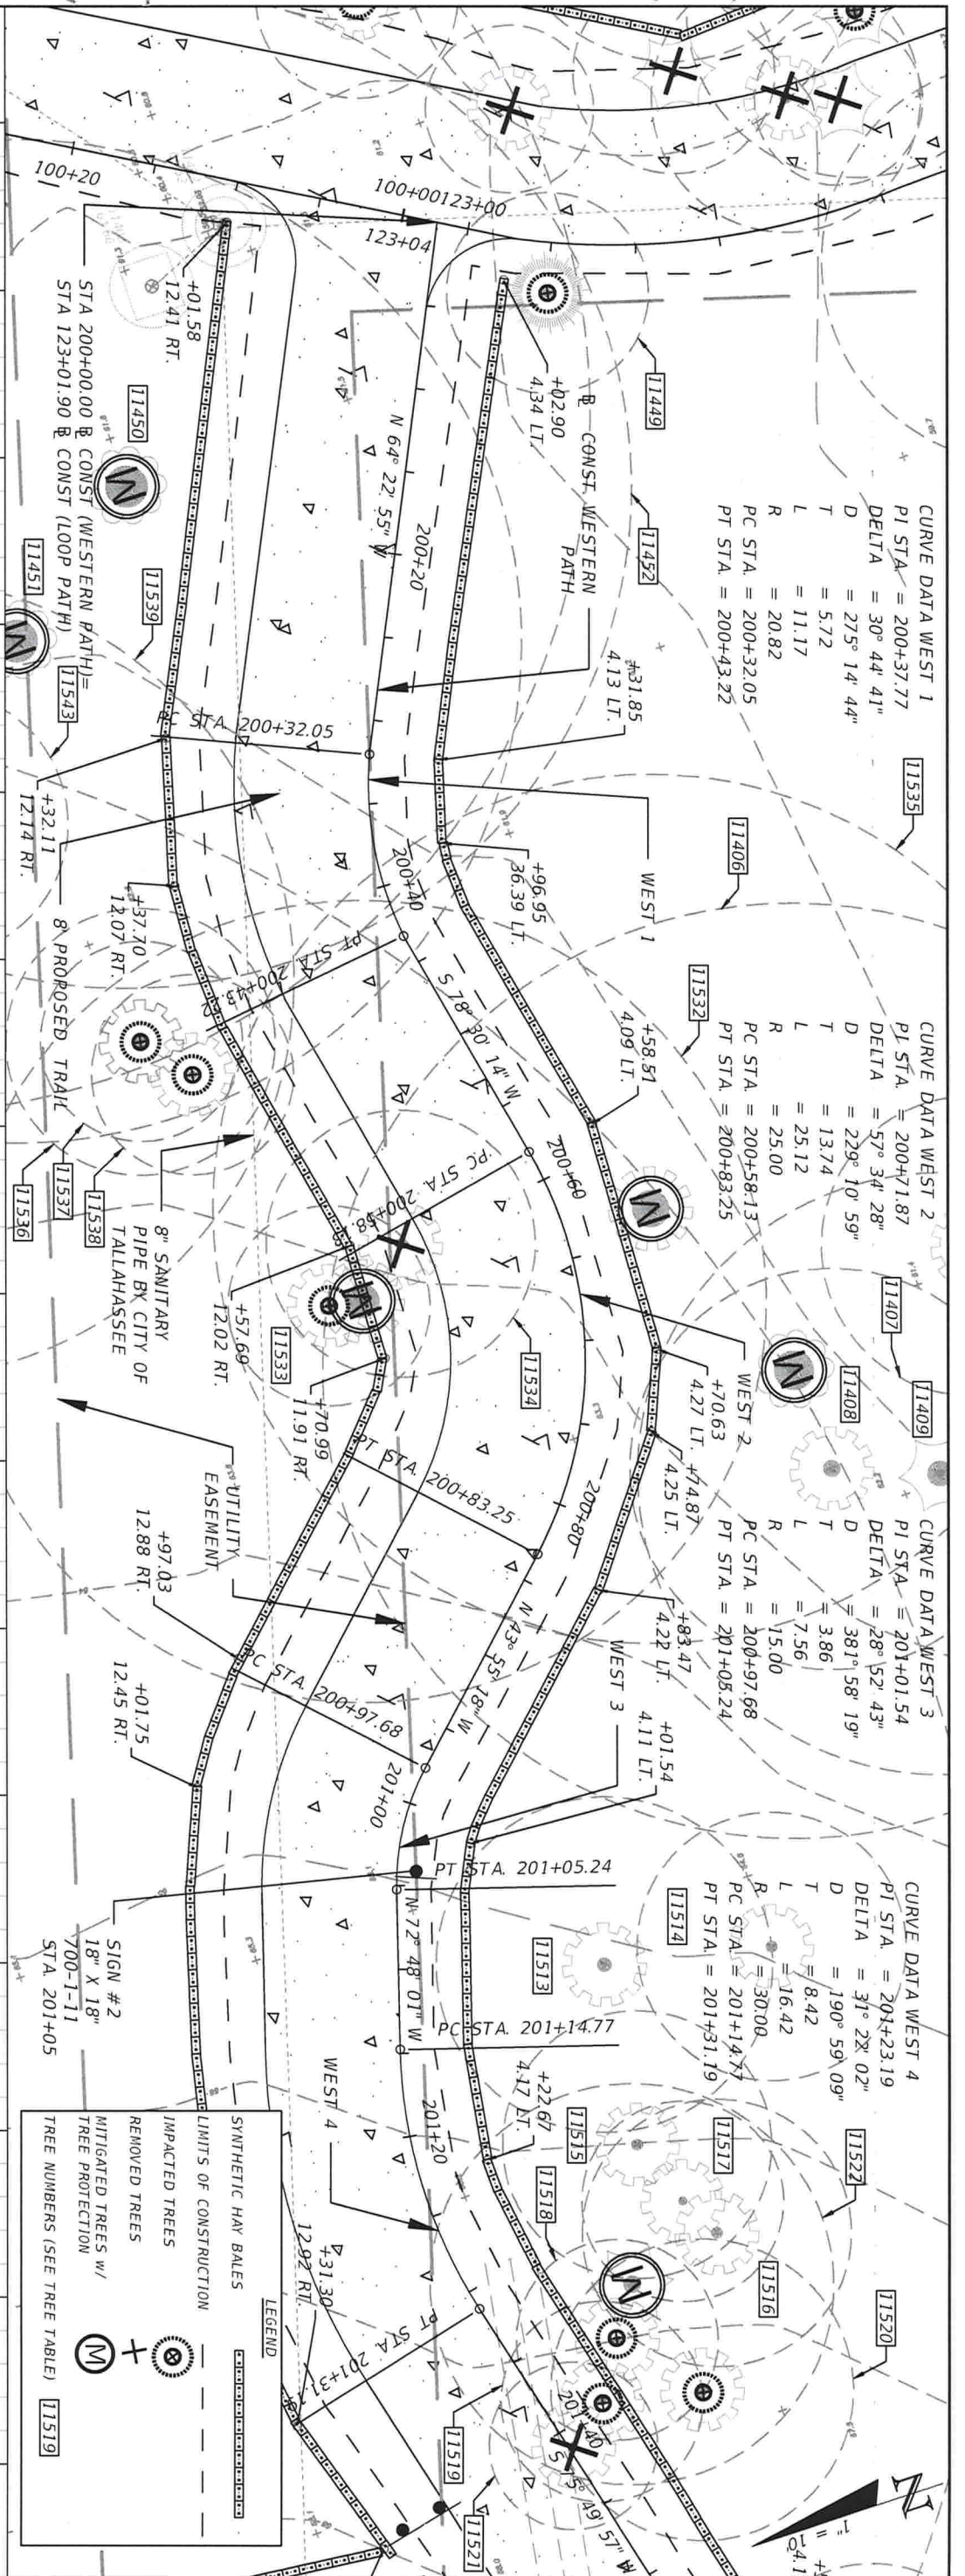 CURVE DATA WEST 1
PI STA. = 200+37.77
DELTA = 30° 44' 41"
D = 275° 14' 44"
T = 5.72
L = 11.17
R = 20.82
PC STA. = 200+32.05
PT STA. = 200+43.22
CURVE DATA WEST 2
PI STA. = 200+71.87
DELTA = 57° 34' 28"
D = 229° 10' 59"
T = 13.74
L = 25.12
R = 25.00
PC STA. = 200+58.13
PT STA. = 200+83.25
CURVE DATA WEST 3
PI STA. = 201+01.54
DELTA = 28° 52' 43"
D = 381° 58' 19"
T = 3.86
L = 7.56
R = 15.00
PC STA. = 200+97.68
PT STA. = 201+05.24
CURVE DATA WEST 4
PI STA. = 201+23.19
DELTA = 31° 22' 02"
D = 190° 59' 09"
T = 8.42
L = 16.42
R = 30.00
PC STA. = 201+14.77
PT STA. = 201+31.19
N
1" = 10'
11535
11406
11532
11407
11408
11409
11449
11452
11514
11513
11517
11515
11518
11522
11516
11520
CONST. WESTERN
PATH
WEST 1
WEST 2
WEST 3
WEST 4
+02.90
4.34 LT.
+31.85
4.13 LT.
+96.95
36.39 LT.
+58.51
4.09 LT.
+70.63
4.27 LT.
+74.87
4.25 LT.
+83.47
4.22 LT.
+01.54
4.11 LT.
+22.67
4.17 LT.
100+20
100+00
123+00
123+04
N 64° 22' 55" W
200+20
PC STA. 200+32.05
200+40
PT STA. 200+43.22
S 78° 30' 14" W
PC STA. 200+58.13
200+60
11534
PT STA. 200+83.25
200+80
N 43° 55' 18" W
PC STA. 200+97.68
201+00
PT STA. 201+05.24
N 72° 48' 01" W
PC STA. 201+14.77
201+20
PT STA. 201+31.19
201+40
S 75° 49' 57" W
11519
11521
+01.58
12.41 RT.
STA 200+00.00 CONST (WESTERN PATH)=
STA 123+01.90 CONST (LOOP PATH)
11450
M
11451
M
11539
11543
+32.11
12.14 RT.
+37.70
12.07 RT.
8' PROPOSED TRAIL
11536
11537
11538
8" SANITARY
PIPE BY CITY OF
TALLAHASSEE
+57.69
12.02 RT.
11533
M
M
M
M
+70.99
11.91 RT.
UTILITY
EASEMENT
+97.03
12.88 RT.
+01.75
12.45 RT.
SIGN #2
18" X 18"
700-1-11
STA. 201+05
+31.30
12.92 RT.
LEGEND
SYNTHETIC HAY BALES
LIMITS OF CONSTRUCTION
IMPACTED TREES
REMOVED TREES
MITIGATED TREES W/
TREE PROTECTION
M
TREE NUMBERS (SEE TREE TABLE)
11519